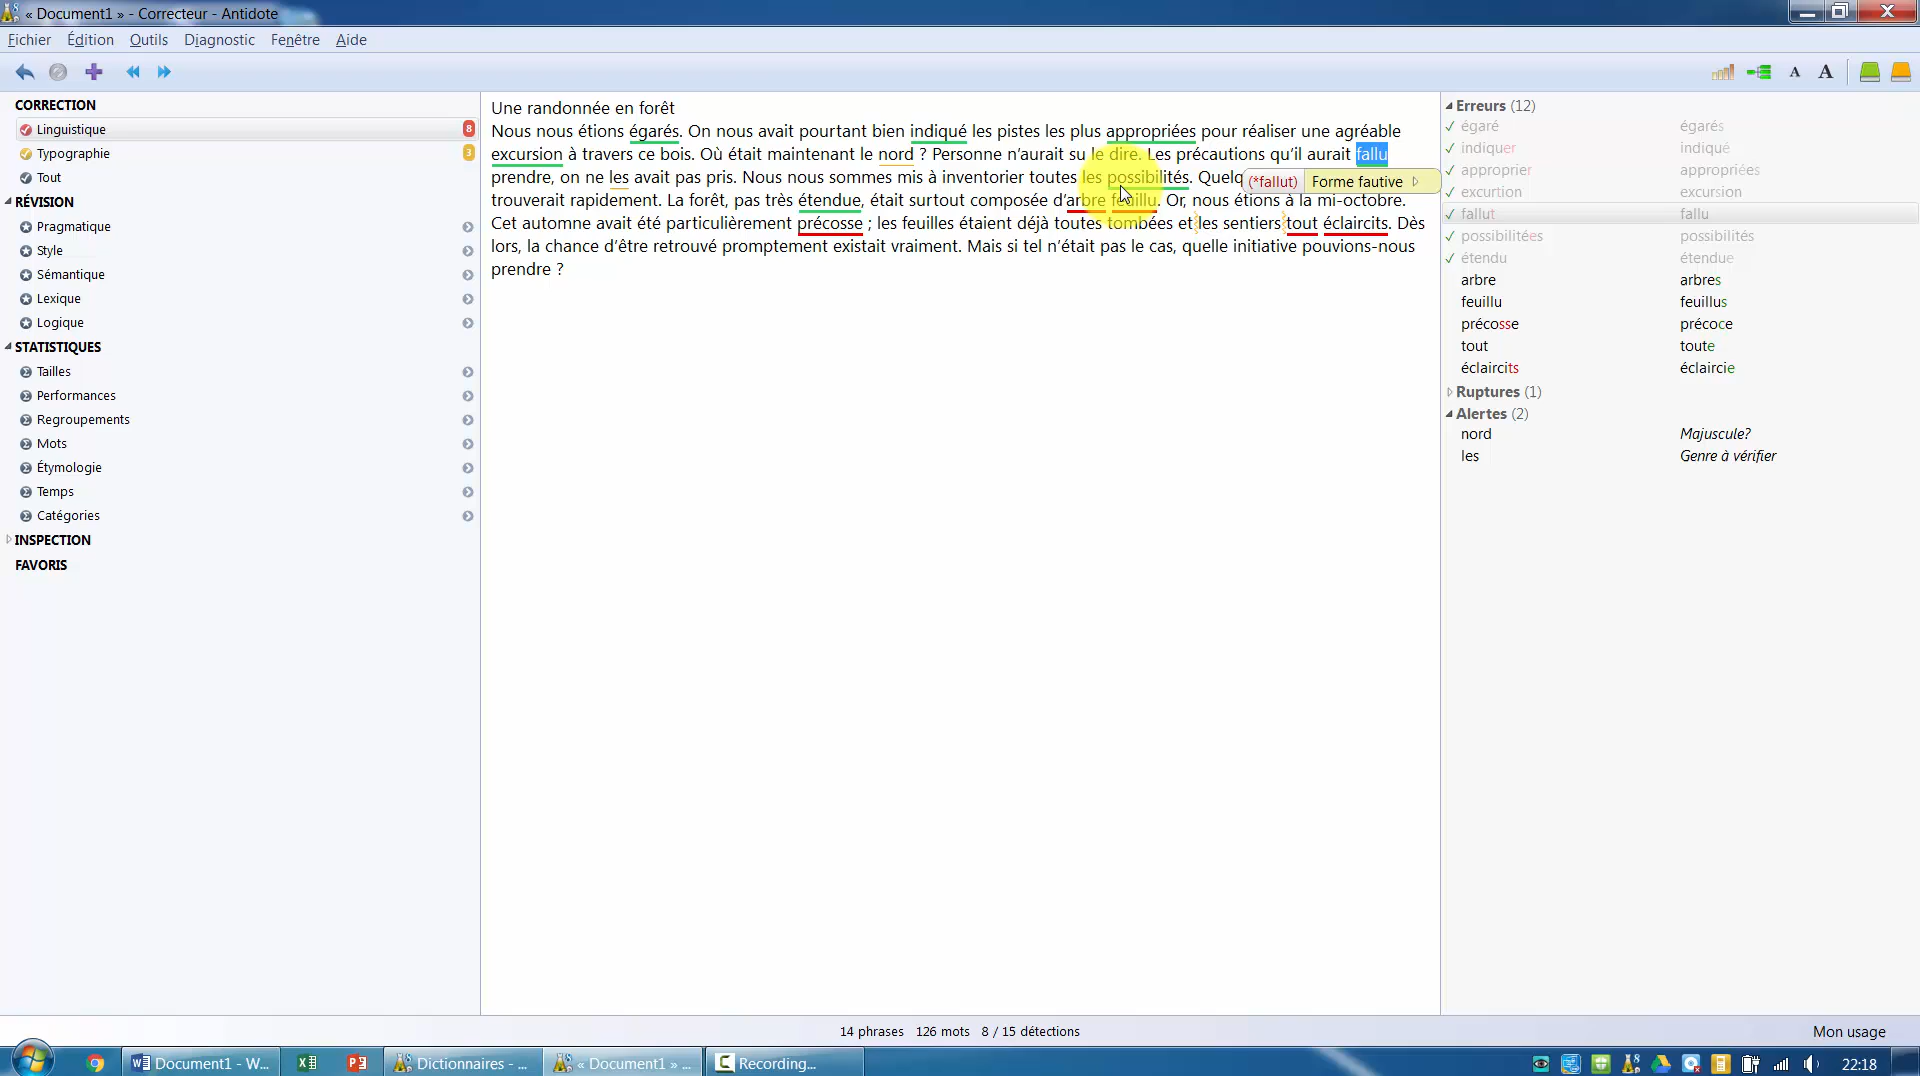 « Document1 » - Correcteur - Antidote
Fichier Édition Outils Diagnostic Fenêtre Aide
A A
CORRECTION
Linguistique 8
Typographie 3
Tout
RÉVISION
Pragmatique
Style
Sémantique
Lexique
Logique
STATISTIQUES
Tailles
Performances
Regroupements
Mots
Étymologie
Temps
Catégories
INSPECTION
FAVORIS
Une randonnée en forêt
Nous nous étions égarés. On nous avait pourtant bien indiqué les pistes les plus appropriées pour réaliser une agréable
excursion à travers ce bois. Où était maintenant le nord ? Personne n’aurait su le dire. Les précautions qu’il aurait fallu
prendre, on ne les avait pas pris. Nous nous sommes mis à inventorier toutes les possibilités. Quelq
(*fallut) Forme fautive
trouverait rapidement. La forêt, pas très étendue, était surtout composée d’arbre feuillu. Or, nous étions à la mi-octobre.
Cet automne avait été particulièrement précosse ; les feuilles étaient déjà toutes tombées et les sentiers tout éclaircits. Dès
lors, la chance d’être retrouvé promptement existait vraiment. Mais si tel n’était pas le cas, quelle initiative pouvions-nous
prendre ?
Erreurs (12)
égaré égarés
indiquer indiqué
approprier appropriées
excurtion excursion
fallut fallu
possibilitées possibilités
étendu étendue
arbre arbres
feuillu feuillus
précosse précoce
tout toute
éclaircits éclaircie
Ruptures (1)
Alertes (2)
nord Majuscule?
les Genre à vérifier
14 phrases 126 mots 8 / 15 détections
Mon usage
Document1 - W... Dictionnaires - ... « Document1 » ... Recording...
22:18